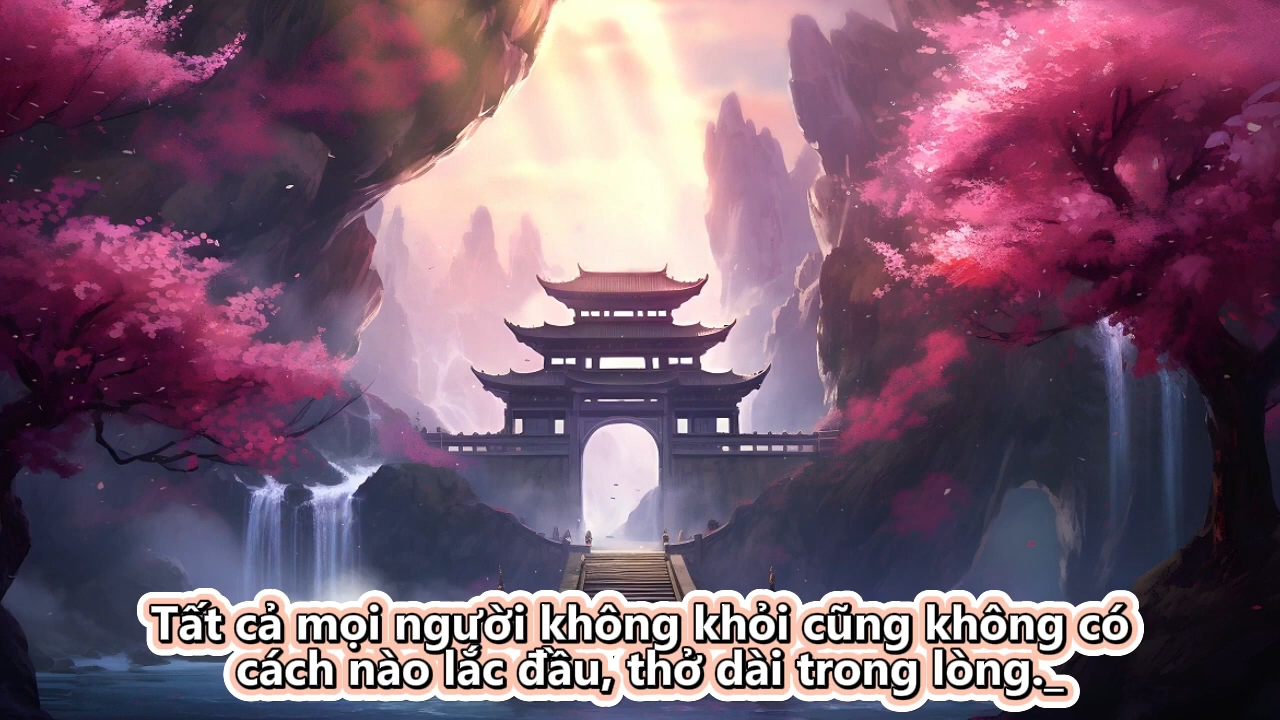 Tất cả mọi người không khỏi cũng không có
cách nào lắc đầu, thở dài trong lòng._